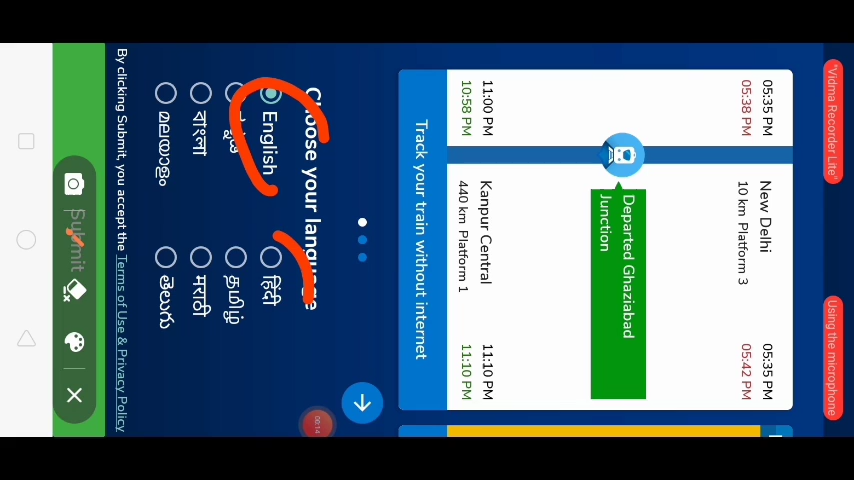 "Vidma Recorder Lite"
Using the microphone
05:35 PM New Delhi 05:35 PM
05:38 PM 10 km Platform 3 05:42 PM
Departed Ghaziabad
Junction
11:00 PM Kanpur Central 11:10 PM
10:58 PM 440 km Platform 1 11:10 PM
Track your train without internet
Choose your language
English हिंदी
தமிழ்
বাংলা मराठी
മലയാളം తెలుగు
By clicking Submit, you accept the Terms of Use & Privacy Policy
Submit
00:14